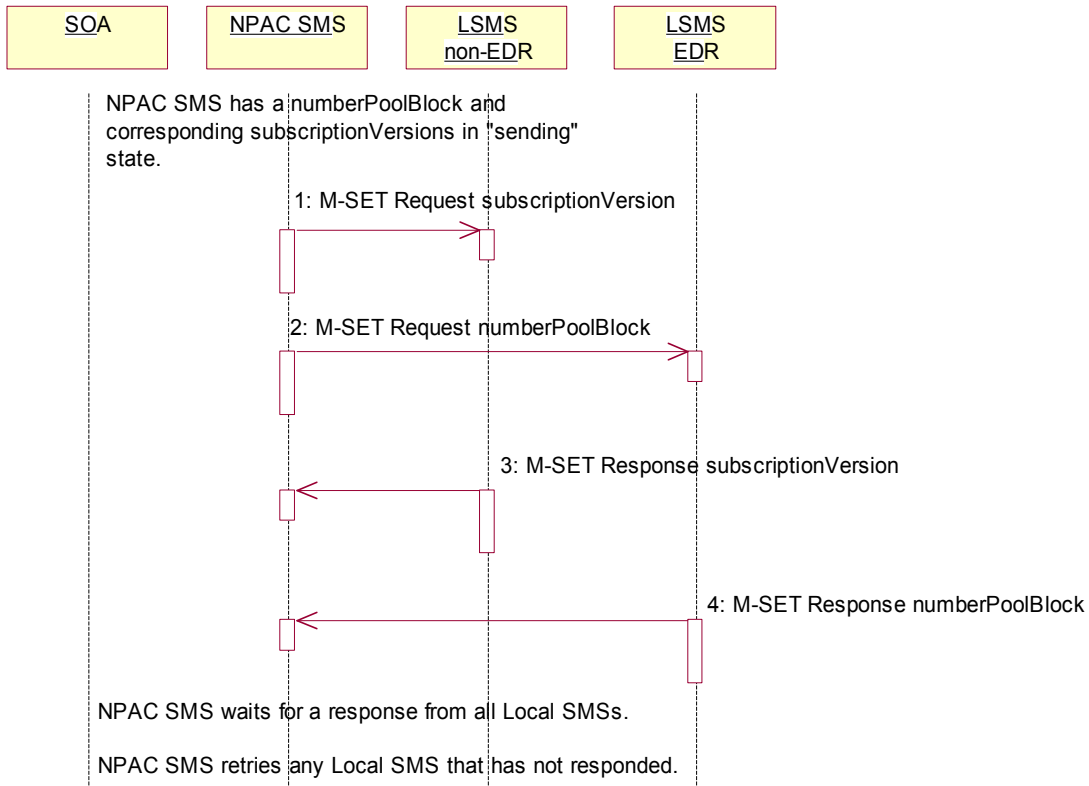 SOA
NPAC SMS
LSMS
non-EDR
LSMS
EDR
NPAC SMS has a numberPoolBlock and
corresponding subscriptionVersions in "sending"
state.
1: M-SET Request subscriptionVersion
2: M-SET Request numberPoolBlock
3: M-SET Response subscriptionVersion
4: M-SET Response numberPoolBlock
NPAC SMS waits for a response from all Local SMSs.
NPAC SMS retries any Local SMS that has not responded.